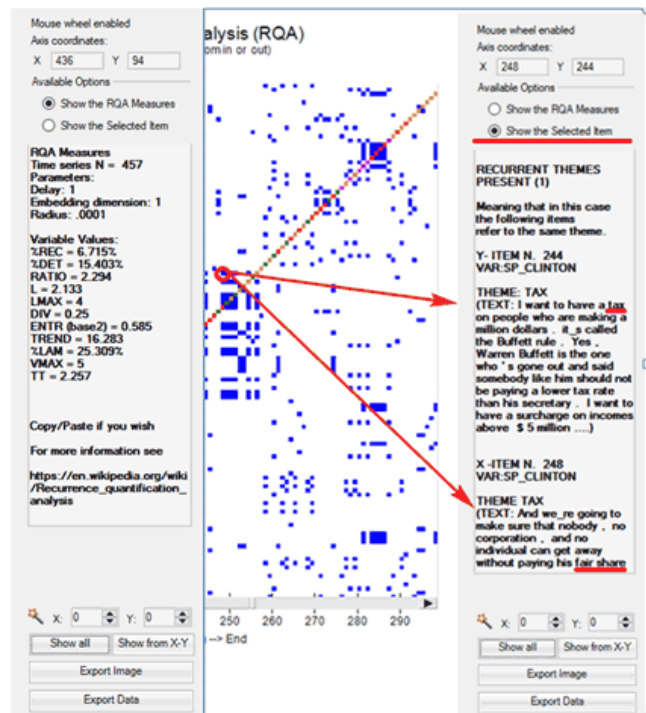 Mouse wheel enabled
Axis coordinates:
X 436 Y 94
Available Options
Show the RQA Measures
Show the Selected Item
RQA Measures
Time series N = 457
Parameters:
Delay: 1
Embedding dimension: 1
Radius: .0001
Variable Values:
%REC = 6.715%
%DET = 15.403%
RATIO = 2.294
L = 2.133
LMAX = 4
DIV = 0.25
ENTR (base2) = 0.585
TREND = 16.283
%LAM = 25.309%
VMAX = 5
TT = 2.257
Copy/Paste if you wish
For more information see
https://en.wikipedia.org/wiki
/Recurrence_quantification_
analysis
X: 0 Y: 0
Show all Show from X-Y
Export Image
Export Data
alysis (RQA)
om in or out)
250 260 270 280 290
--> End
Mouse wheel enabled
Axis coordinates:
X 248 Y 244
Available Options
Show the RQA Measures
Show the Selected Item
RECURRENT THEMES
PRESENT (1)
Meaning that in this case
the following items
refer to the same theme.
Y- ITEM N. 244
VAR:SP_CLINTON
THEME: TAX
(TEXT: I want to have a tax
on people who are making a
million dollars . it_s called
the Buffett rule . Yes ,
Warren Buffett is the one
who ' s gone out and said
somebody like him should not
be paying a lower tax rate
than his secretary . I want to
have a surcharge on incomes
above $ 5 million ....)
X -ITEM N. 248
VAR:SP_CLINTON
THEME TAX
(TEXT: And we_re going to
make sure that nobody , no
corporation , and no
individual can get away
without paying his fair share
X: 0 Y: 0
Show all Show from X-Y
Export Image
Export Data